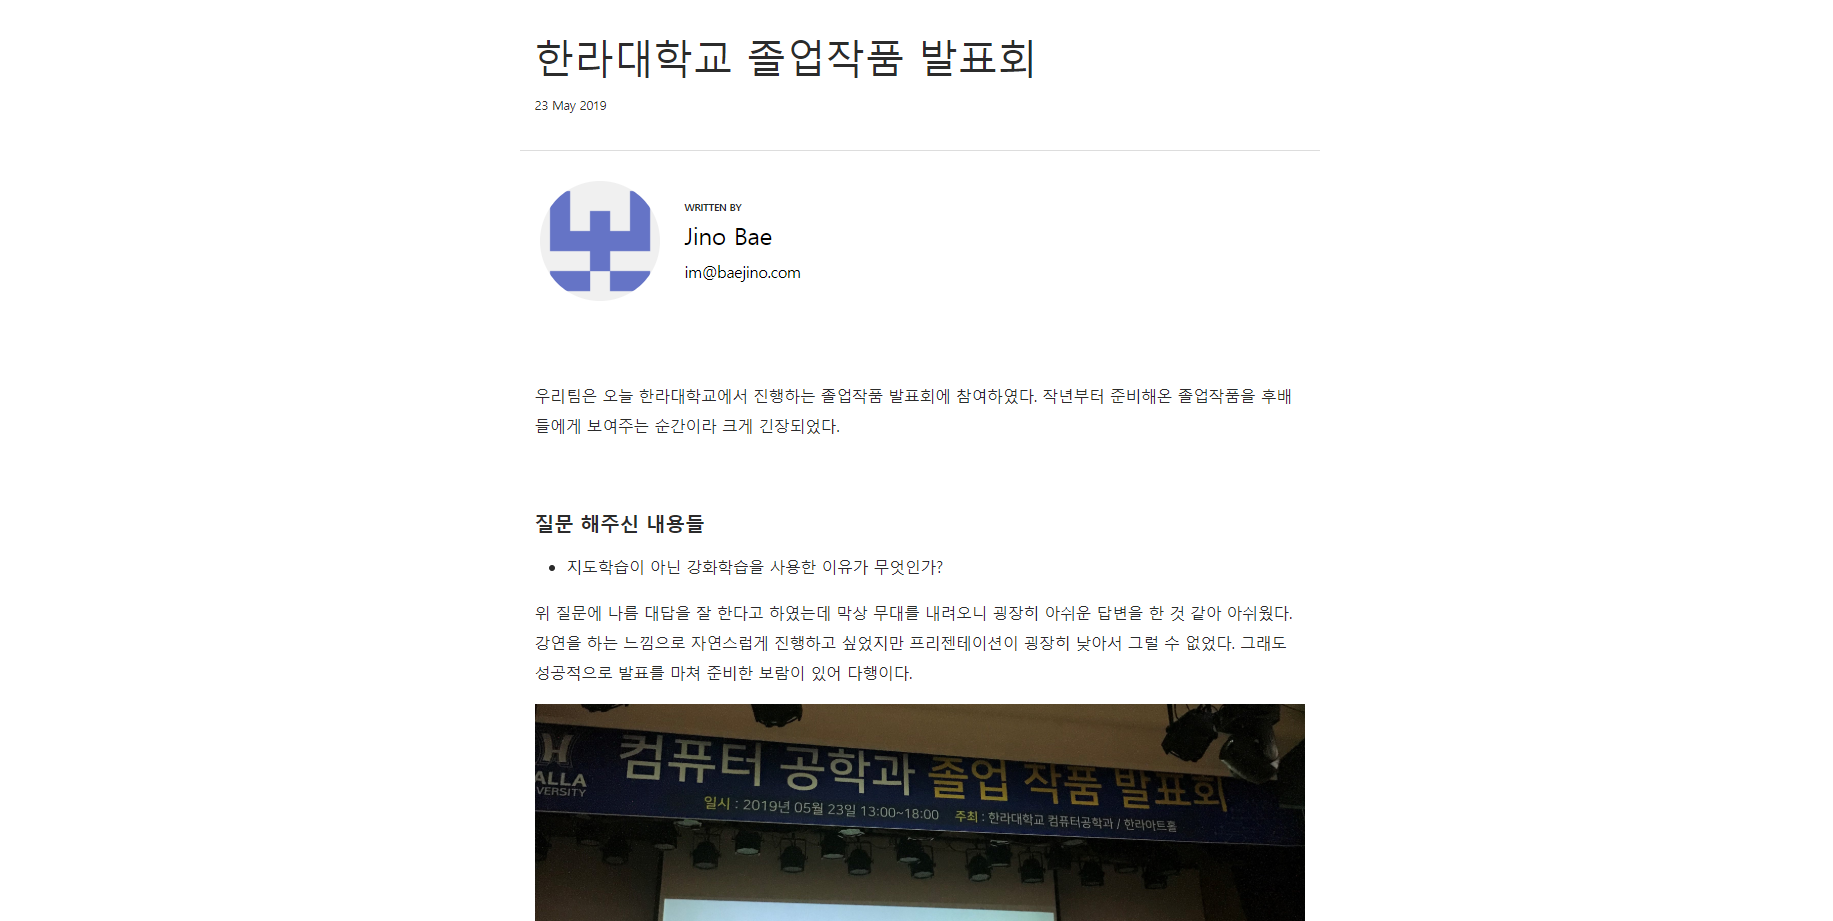 한라대학교 졸업작품 발표회
23 May 2019
WRITTEN BY
Jino Bae
im@baejino.com
우리팀은 오늘 한라대학교에서 진행하는 졸업작품 발표회에 참여하였다. 작년부터 준비해온 졸업작품을 후배
들에게 보여주는 순간이라 크게 긴장되었다.
질문 해주신 내용들
• 지도학습이 아닌 강화학습을 사용한 이유가 무엇인가?
위 질문에 나름 대답을 잘 한다고 하였는데 막상 무대를 내려오니 굉장히 아쉬운 답변을 한 것 같아 아쉬웠다.
강연을 하는 느낌으로 자연스럽게 진행하고 싶었지만 프리젠테이션이 굉장히 낮아서 그럴 수 없었다. 그래도
성공적으로 발표를 마쳐 준비한 보람이 있어 다행이다.
H
ALLA
VERSITY
컴퓨터 공학과 졸업 작품 발표회
일시 : 2019년 05월 23일 13:00~18:00 주최 : 한라대학교 컴퓨터공학과 / 한라아트홀